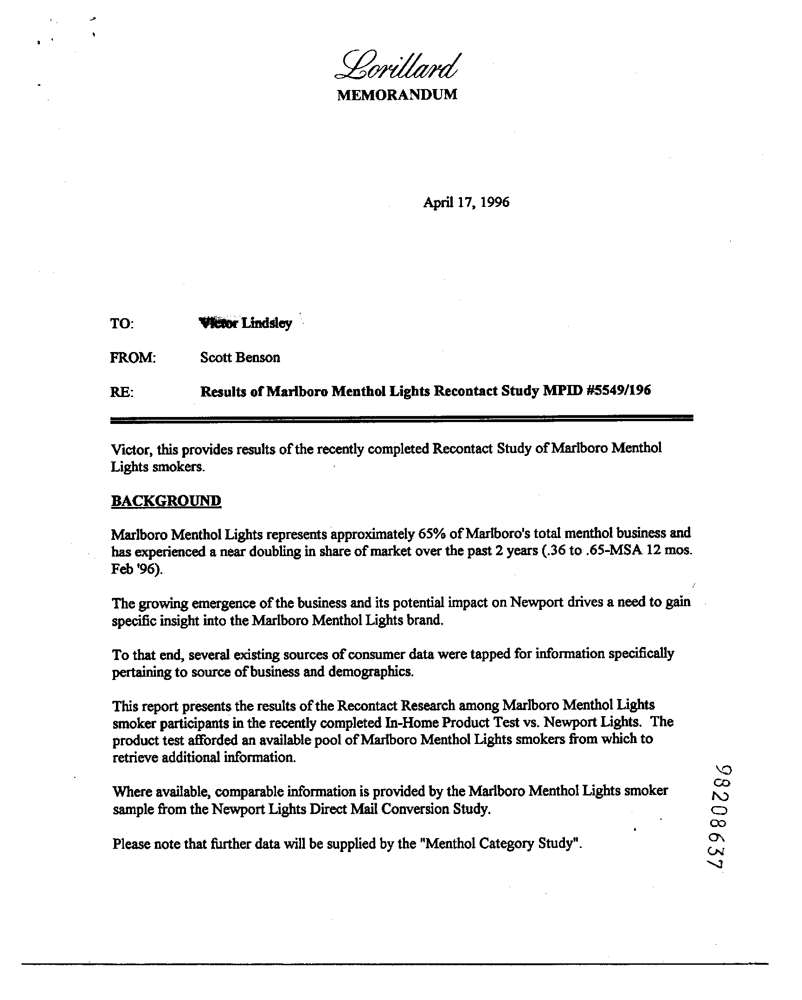 Lorillard
MEMORANDUM
April 17, 1996
TO: Victor Lindsley
FROM: Scott Benson
RE: Results of Marlboro Menthol Lights Recontact Study MPID #5549/196
Victor, this provides results of the recently completed Recontact Study of Marlboro Menthol
Lights smokers.
BACKGROUND
Marlboro Menthol Lights represents approximately 65% of Marlboro's total menthol business and
has experienced a near doubling in share of market over the past 2 years (.36 to .65-MSA 12 mos.
Feb '96).
The growing emergence of the business and its potential impact on Newport drives a need to gain
specific insight into the Marlboro Menthol Lights brand.
To that end, several existing sources of consumer data were tapped for information specifically
pertaining to source of business and demographics.
This report presents the results of the Recontact Research among Marlboro Menthol Lights
smoker participants in the recently completed In-Home Product Test vs. Newport Lights. The
product test afforded an available pool of Marlboro Menthol Lights smokers from which to
retrieve additional information.
Where available, comparable information is provided by the Marlboro Menthol Lights smoker
sample from the Newport Lights Direct Mail Conversion Study.
Please note that further data will be supplied by the "Menthol Category Study".
98208637